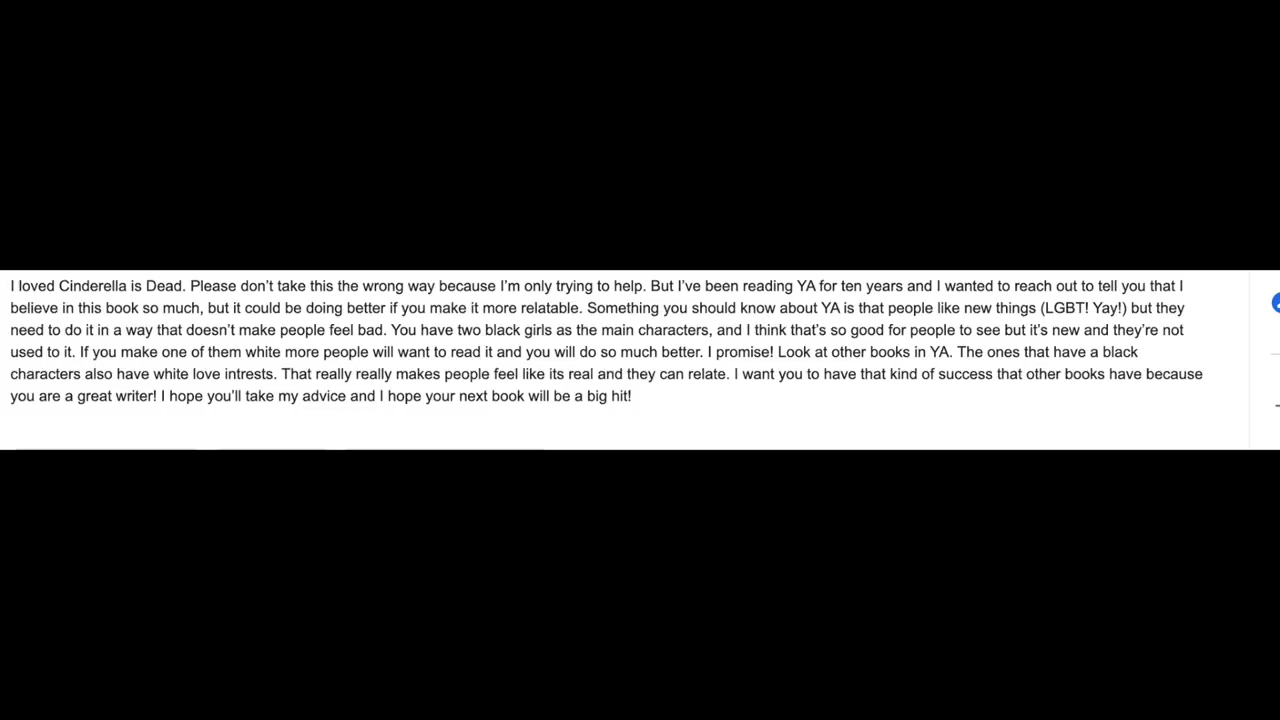 I loved Cinderella is Dead. Please don’t take this the wrong way because I’m only trying to help. But I’ve been reading YA for ten years and I wanted to reach out to tell you that I
believe in this book so much, but it could be doing better if you make it more relatable. Something you should know about YA is that people like new things (LGBT! Yay!) but they
need to do it in a way that doesn’t make people feel bad. You have two black girls as the main characters, and I think that’s so good for people to see but it’s new and they’re not
used to it. If you make one of them white more people will want to read it and you will do so much better. I promise! Look at other books in YA. The ones that have a black
characters also have white love intrests. That really really makes people feel like its real and they can relate. I want you to have that kind of success that other books have because
you are a great writer! I hope you’ll take my advice and I hope your next book will be a big hit!